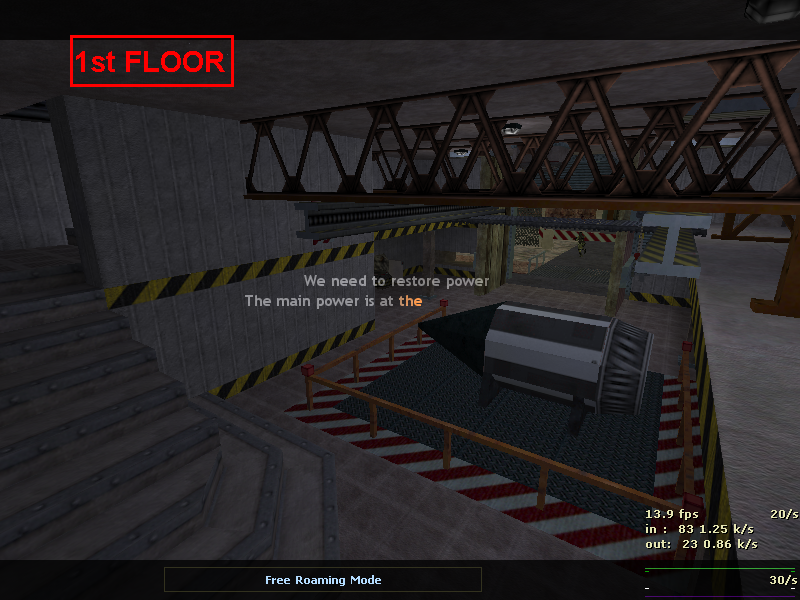 1st FLOOR
We need to restore power
The main power is at the
13.9 fps 20/s
in : 83 1.25 k/s
out: 23 0.86 k/s
30/s
Free Roaming Mode